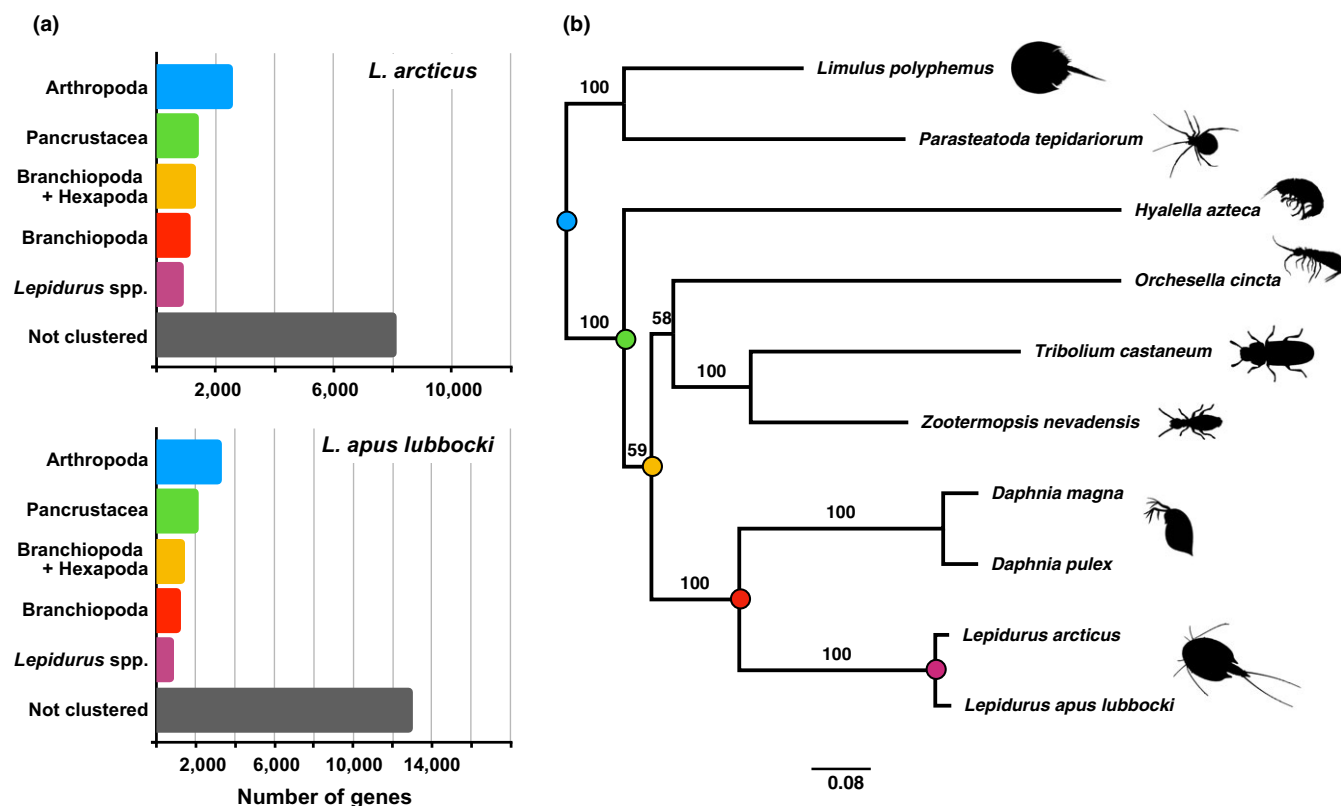 (a)
L. arcticus
Arthropoda
Pancrustacea
Branchiopoda
+ Hexapoda
Branchiopoda
Lepidurus spp.
Not clustered
2,000 6,000 10,000
L. apus lubbocki
Arthropoda
Pancrustacea
Branchiopoda
+ Hexapoda
Branchiopoda
Lepidurus spp.
Not clustered
2,000 6,000 10,000 14,000
Number of genes
(b)
Limulus polyphemus
100
Parasteatoda tepidariorum
Hyalella azteca
Orchesella cincta
58
100
Tribolium castaneum
100
Zootermopsis nevadensis
59
Daphnia magna
100
Daphnia pulex
100
Lepidurus arcticus
100
Lepidurus apus lubbocki
0.08